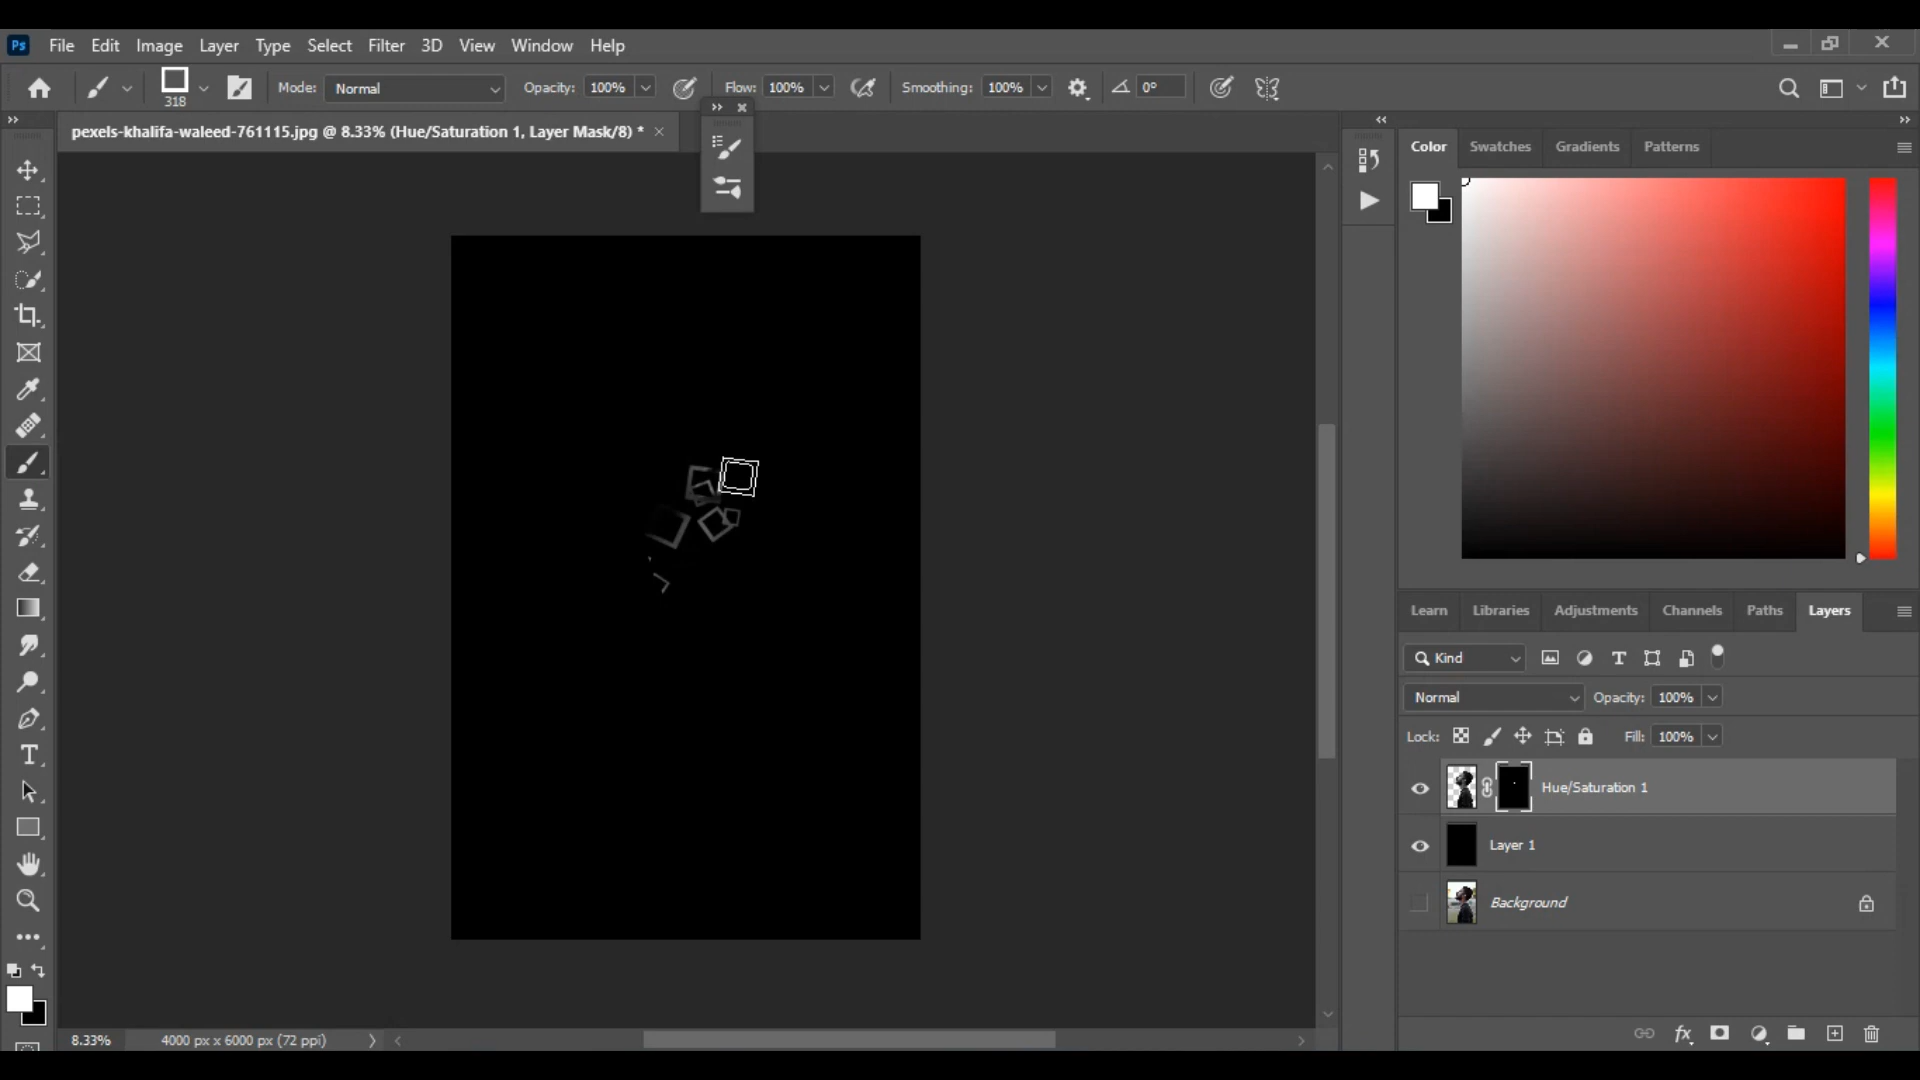 Ps File Edit Image Layer Type Select Filter 3D View Window Help
318 Mode: Normal Opacity: 100% Flow: 100% Smoothing: 100% 0°
pexels-khalifa-waleed-761115.jpg @ 8.33% (Hue/Saturation 1, Layer Mask/8) *
Color Swatches Gradients Patterns
Learn Libraries Adjustments Channels Paths Layers
Kind
Normal Opacity: 100%
Lock: Fill: 100%
Hue/Saturation 1
Layer 1
Background
8.33% 4000 px x 6000 px (72 ppi)